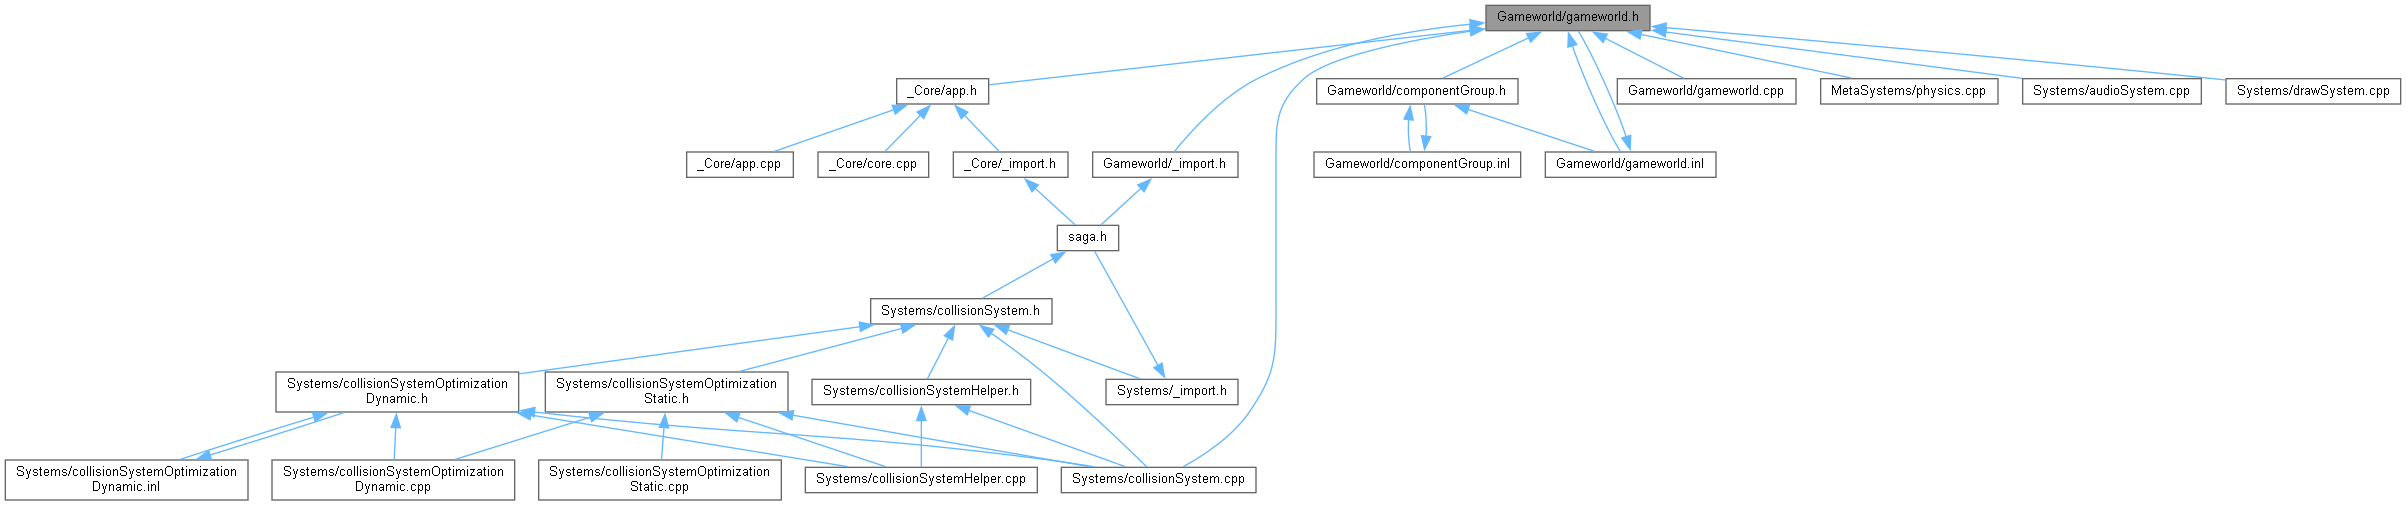 Gameworld/gameworld.h
_Core/app.h
Gameworld/componentGroup.h
Gameworld/gameworld.cpp
MetaSystems/physics.cpp
Systems/audioSystem.cpp
Systems/drawSystem.cpp
_Core/app.cpp
_Core/core.cpp
_Core/_import.h
Gameworld/_import.h
Gameworld/componentGroup.inl
Gameworld/gameworld.inl
saga.h
Systems/collisionSystem.h
Systems/collisionSystemOptimization
Dynamic.h
Systems/collisionSystemOptimization
Static.h
Systems/collisionSystemHelper.h
Systems/_import.h
Systems/collisionSystemOptimization
Dynamic.inl
Systems/collisionSystemOptimization
Dynamic.cpp
Systems/collisionSystemOptimization
Static.cpp
Systems/collisionSystemHelper.cpp
Systems/collisionSystem.cpp